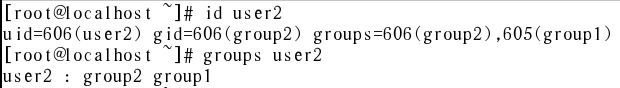 [root@localhost ~]# id user2
uid=606(user2) gid=606(group2) groups=606(group2),605(group1)
[root@localhost ~]# groups user2
user2 : group2 group1